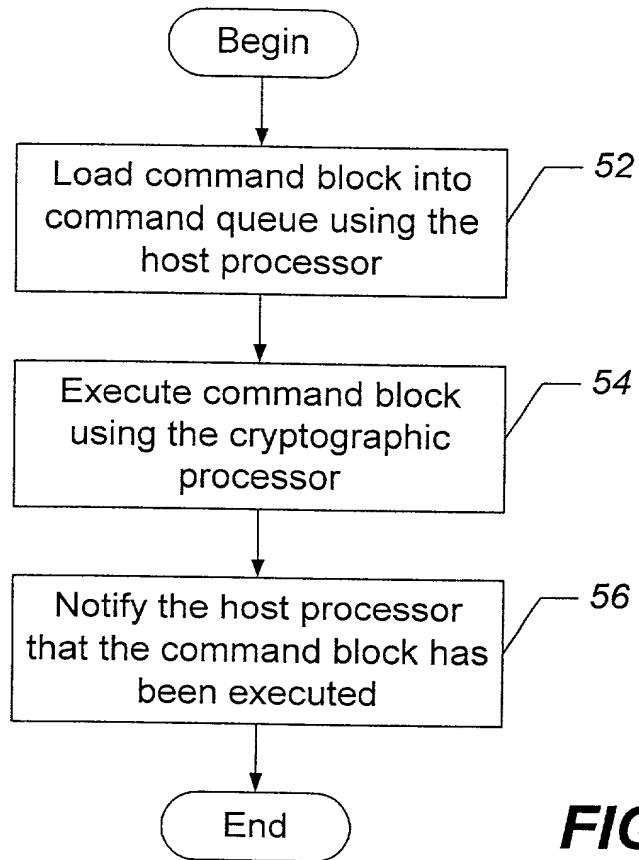 Begin
Load command block into
command queue using the
host processor
52
Execute command block
using the cryptographic
processor
54
Notify the host processor
that the command block has
been executed
56
End
FIG